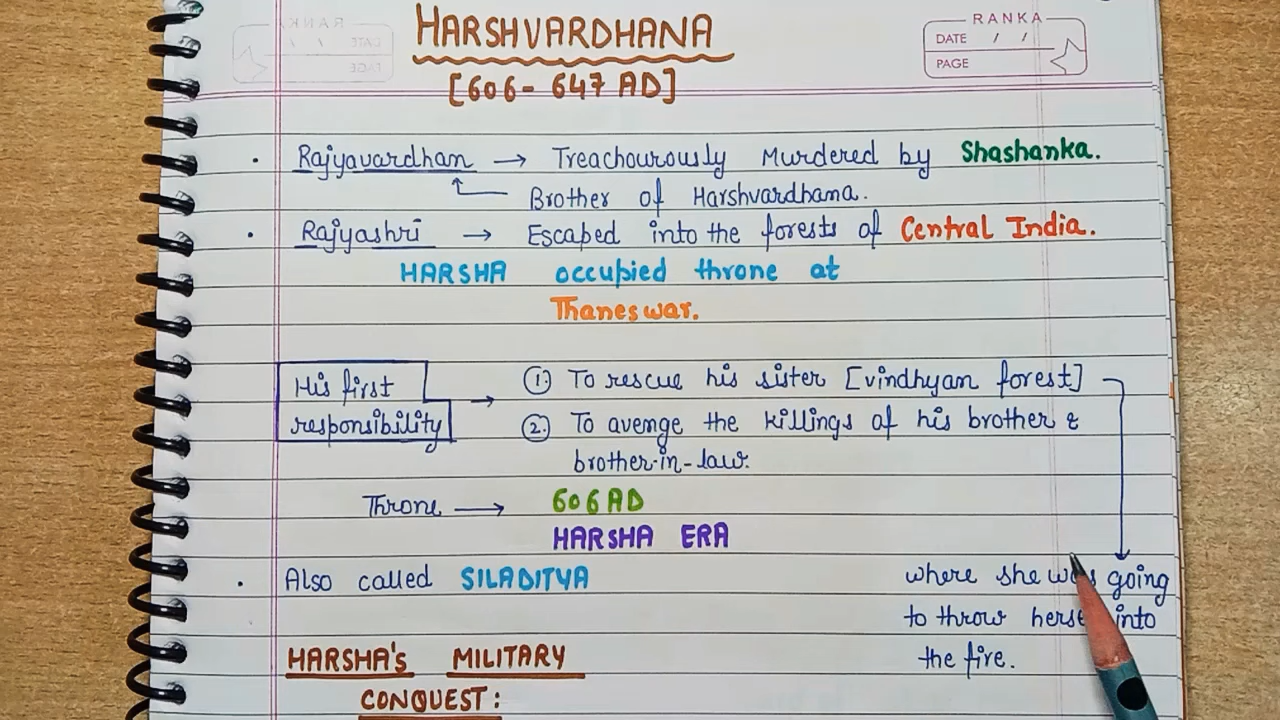 RANKA
DATE / /
PAGE
HARSHVARDHANA
[606 - 647 AD]
• Rajyavardhan → Treachourously Murdered by Shashanka.
Brother of Harshvardhana.
• Rajyashri → Escaped into the forests of Central India.
HARSHA occupied throne at
Thaneswar.
His first
responsibility → ① To rescue his sister [vindhyan forest]
② To avenge the killings of his brother &
brother-in-law.
Throne → 606 AD
HARSHA ERA
• Also called SILADITYA
where she was going
to throw herself into
the fire.
HARSHA's MILITARY
CONQUEST: